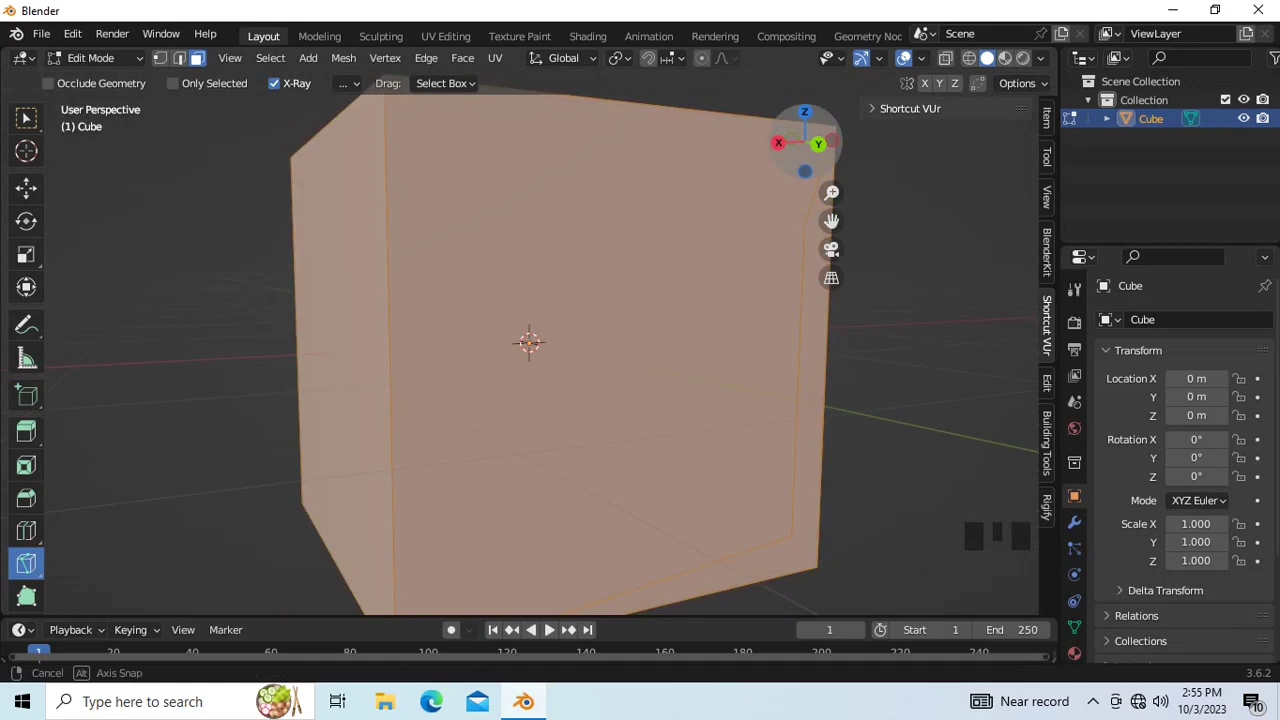 Blender
File Edit Render Window Help Layout Modeling Sculpting UV Editing Texture Paint Shading Animation Rendering Compositing Geometry Noc Scene ViewLayer
Edit Mode View Select Add Mesh Vertex Edge Face UV Global
Occlude Geometry Only Selected X-Ray ... Drag: Select Box X Y Z Options
User Perspective
(1) Cube
Shortcut VUr
Z
X
Y
Item
Tool
View
BlenderKit
Shortcut VUr
Edit
Building Tools
Rigify
Scene Collection
Collection
Cube
Cube
Cube
Transform
Location X 0 m
Y 0 m
Z 0 m
Rotation X 0°
Y 0°
Z 0°
Mode XYZ Euler
Scale X 1.000
Y 1.000
Z 1.000
Delta Transform
Relations
Collections
Playback Keying View Marker 1 Start 1 End 250
1 20 40 60 80 100 120 140 160 180 200 220 240
Cancel Alt Axis Snap 3.6.2
Type here to search Near record 2:55 PM
10/3/2023 10